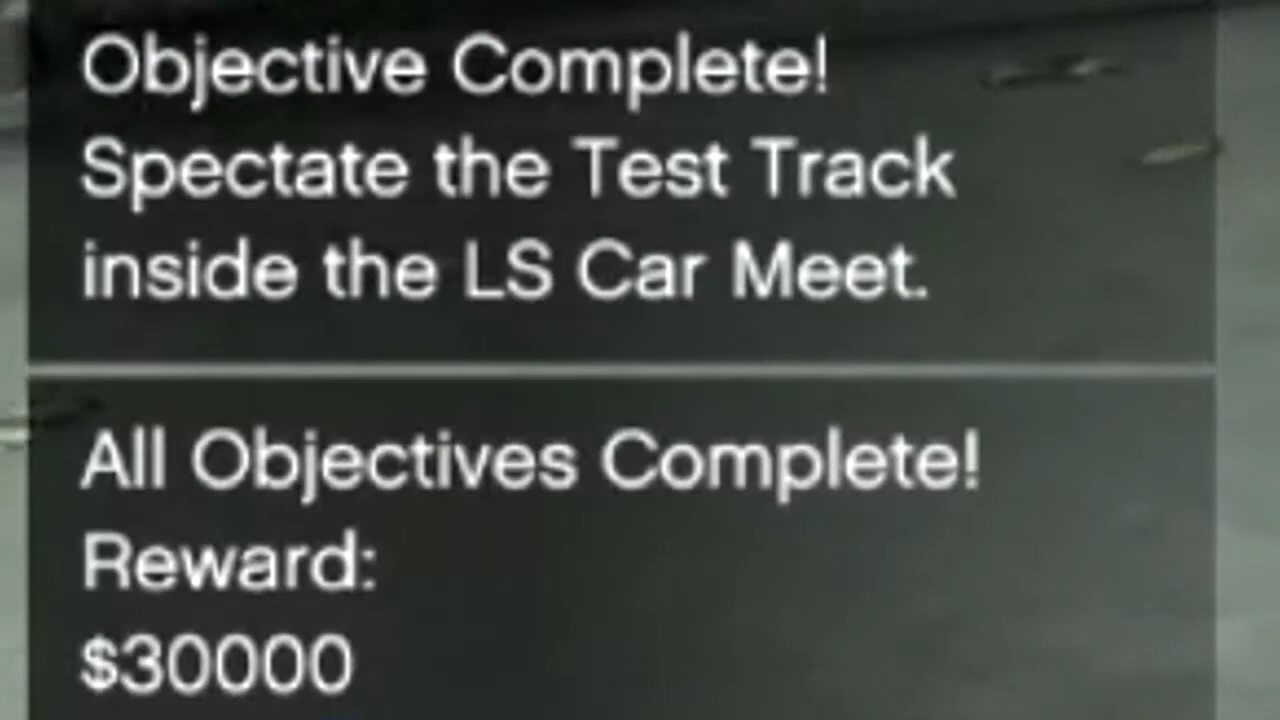 Objective Complete!
Spectate the Test Track
inside the LS Car Meet.
All Objectives Complete!
Reward:
$30000